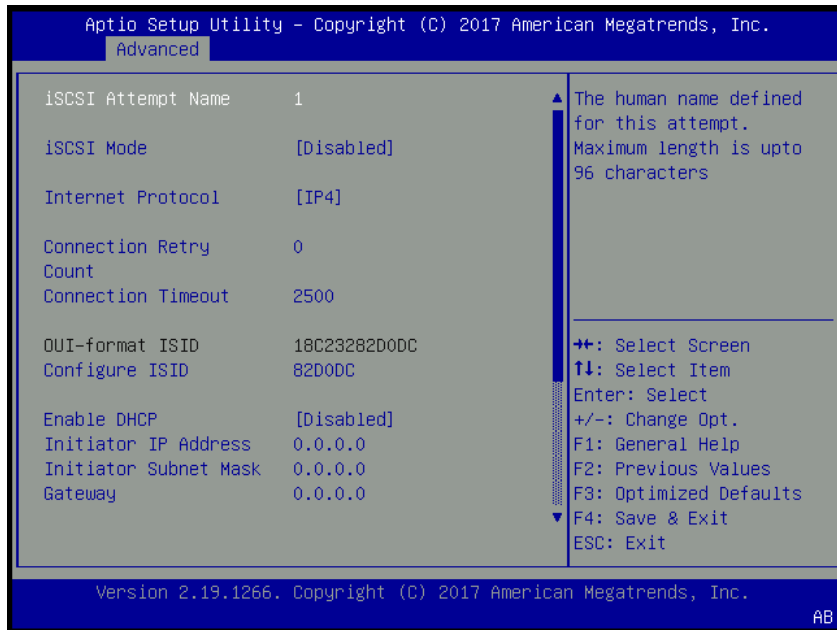 Aptio Setup Utility – Copyright (C) 2017 American Megatrends, Inc.
Advanced
iSCSI Attempt Name 1
iSCSI Mode [Disabled]
Internet Protocol [IP4]
Connection Retry 0
Count
Connection Timeout 2500
OUI-format ISID 18C23282D0DC
Configure ISID 82D0DC
Enable DHCP [Disabled]
Initiator IP Address 0.0.0.0
Initiator Subnet Mask 0.0.0.0
Gateway 0.0.0.0
The human name defined
for this attempt.
Maximum length is upto
96 characters
→←: Select Screen
↑↓: Select Item
Enter: Select
+/-: Change Opt.
F1: General Help
F2: Previous Values
F3: Optimized Defaults
F4: Save & Exit
ESC: Exit
Version 2.19.1266. Copyright (C) 2017 American Megatrends, Inc.
AB